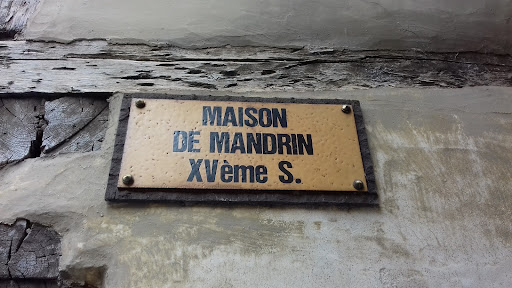 MAISON
DE MANDRIN
XVème S.